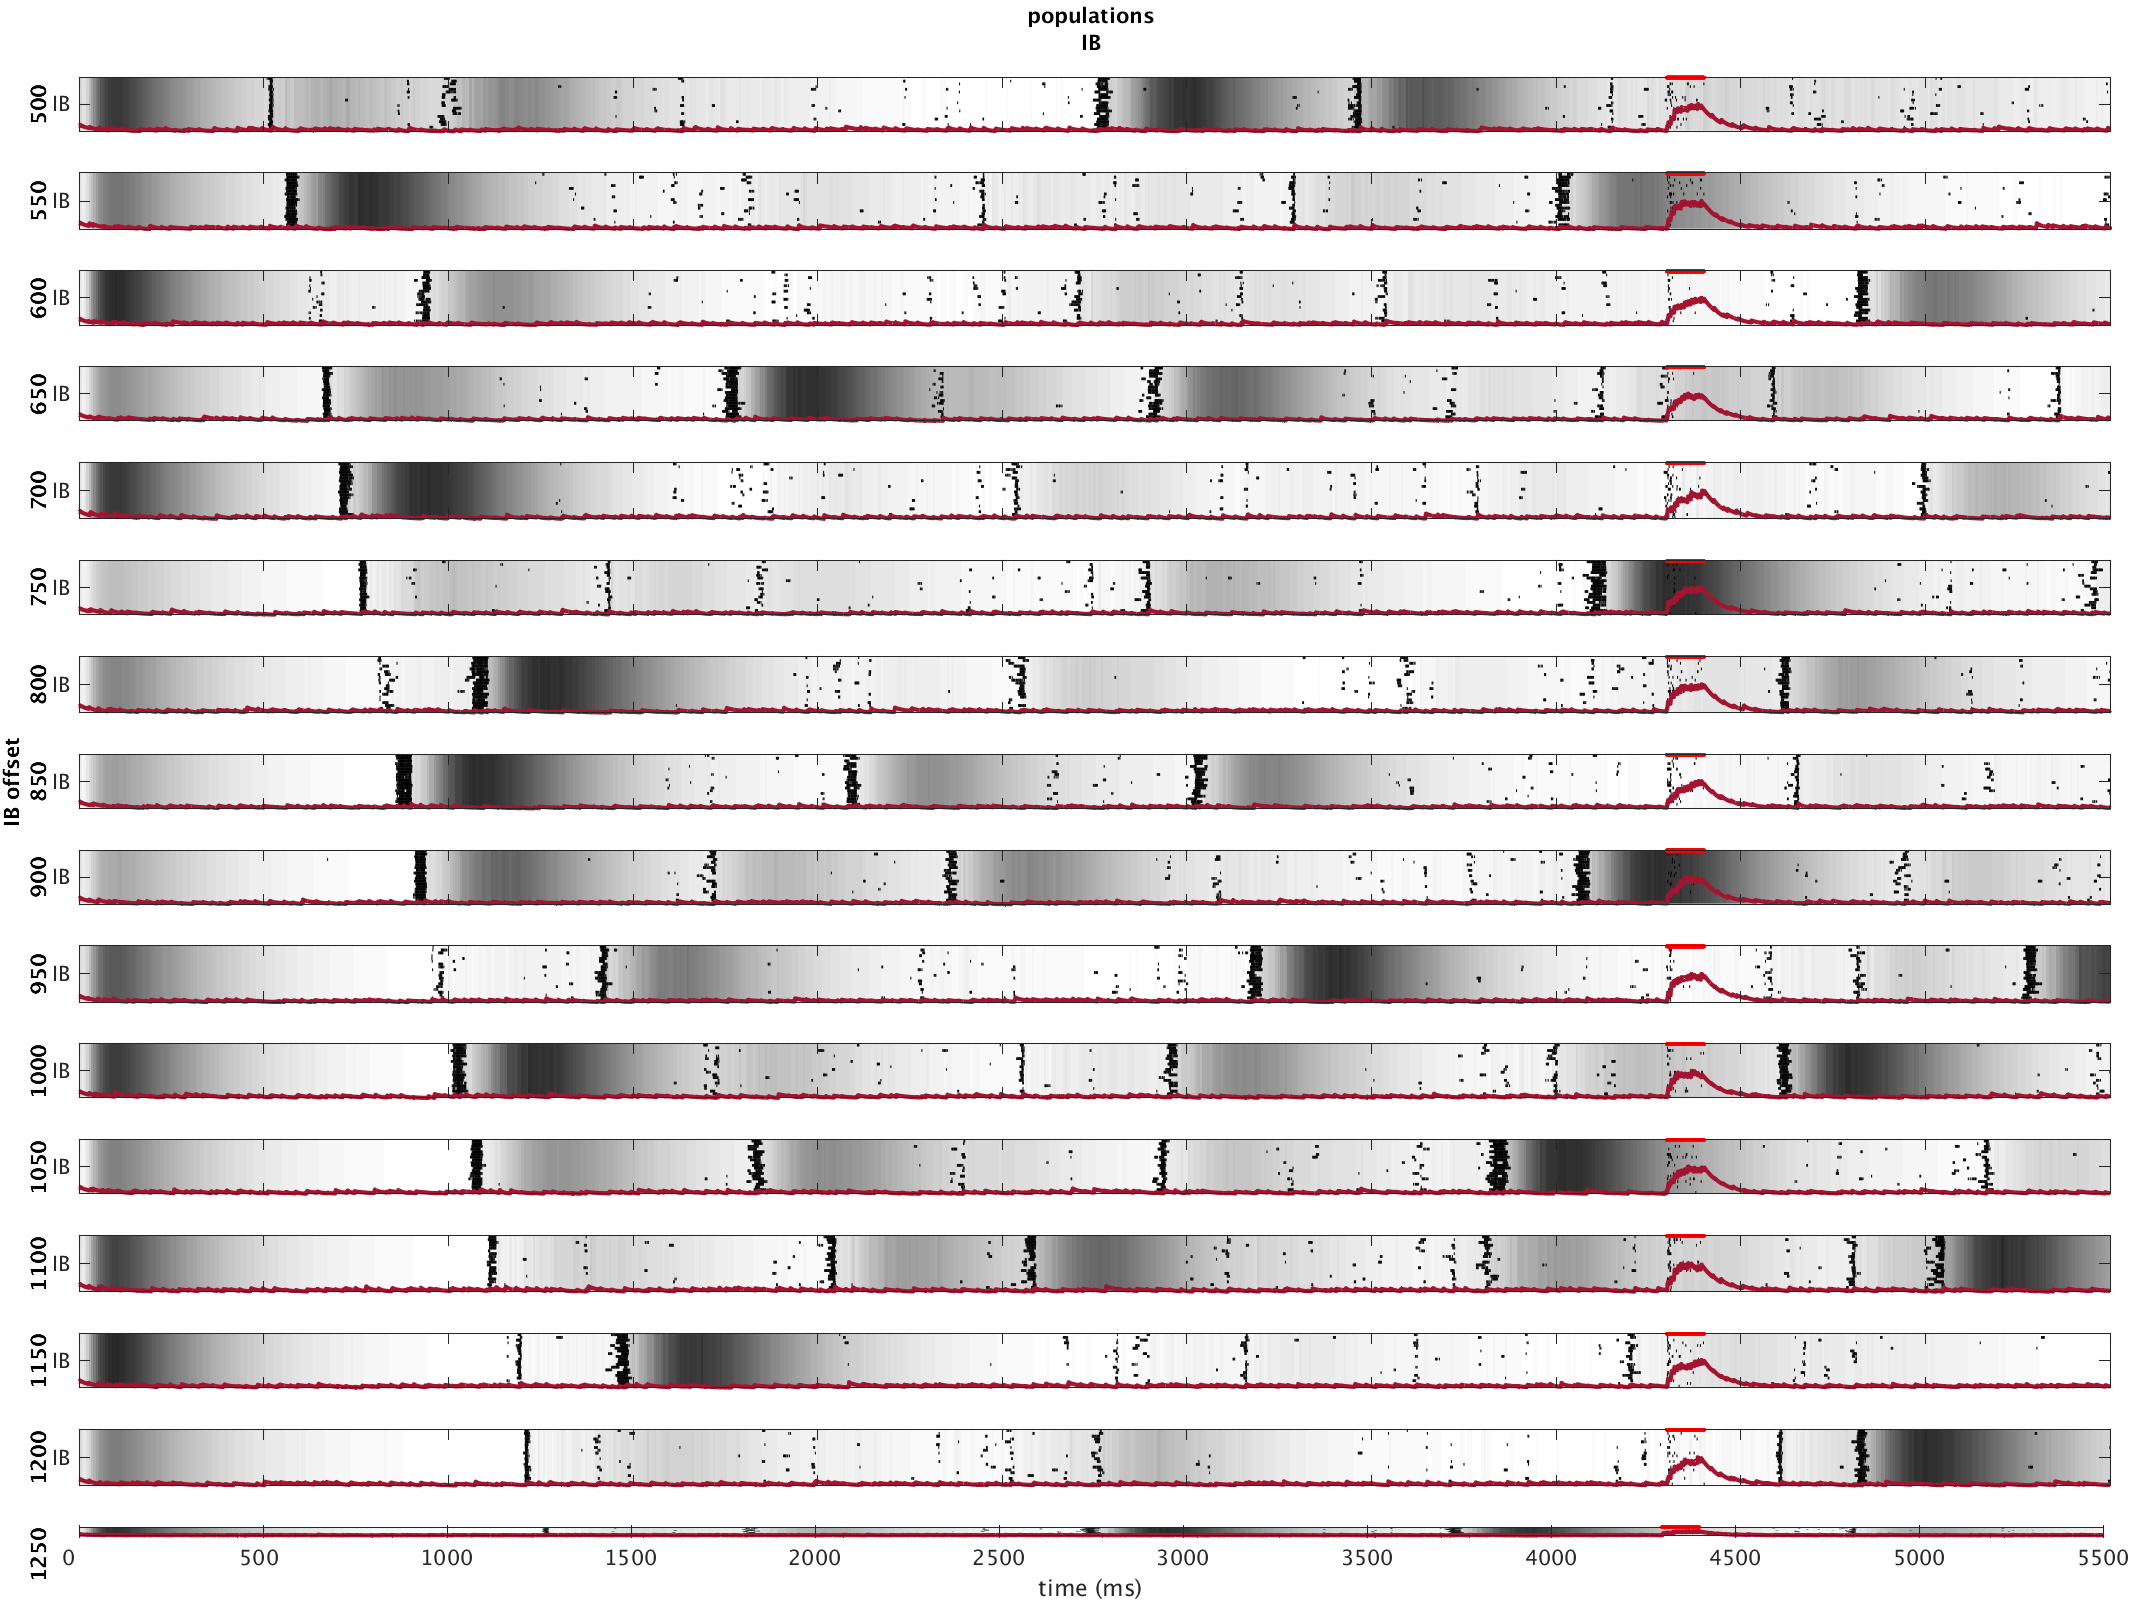 populations
IB
IB offset
500 IB
550 IB
600 IB
650 IB
700 IB
750 IB
800 IB
850 IB
900 IB
950 IB
1000 IB
1050 IB
1100 IB
1150 IB
1200 IB
1250
0 500 1000 1500 2000 2500 3000 3500 4000 4500 5000 5500
time (ms)